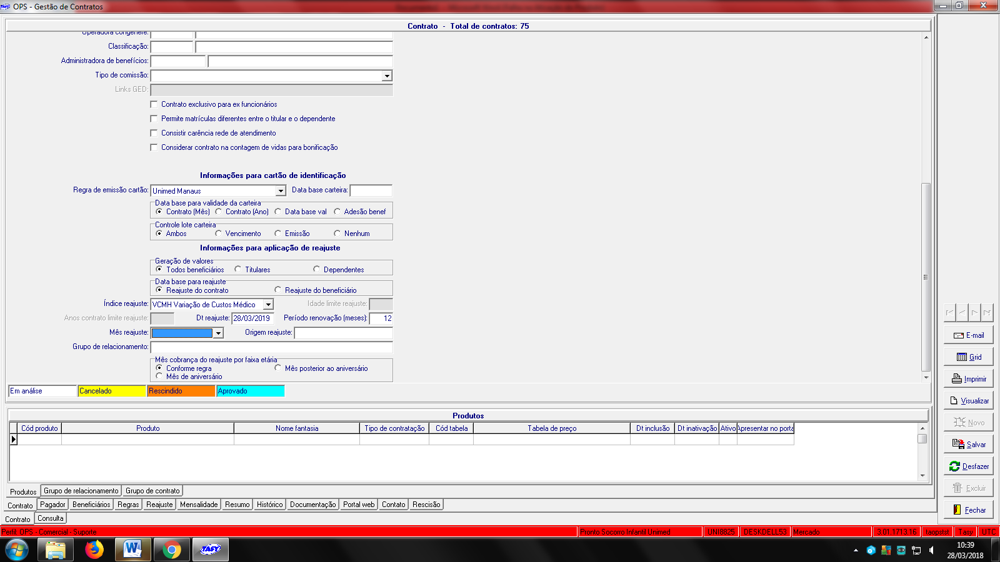 OPS - Gestão de Contratos
Contrato - Total de contratos: 75
Operadora congênere:
Classificação:
Administradora de benefícios:
Tipo de comissão:
Links GED:
Contrato exclusivo para ex funcionários
Permite matrículas diferentes entre o titular e o dependente
Consistir carência rede de atendimento
Considerar contrato na contagem de vidas para bonificação
Informações para cartão de identificação
Regra de emissão cartão: Unimed Manaus Data base carteira:
Data base para validade da carteira
Contrato (Mês) Contrato (Ano) Data base val Adesão benef
Controle lote carteira
Ambos Vencimento Emissão Nenhum
Informações para aplicação de reajuste
Geração de valores
Todos beneficiários Titulares Dependentes
Data base para reajuste
Reajuste do contrato Reajuste do beneficiário
Índice reajuste: VCMH Variação de Custos Médico Idade limite reajuste:
Anos contrato limite reajuste: Dt reajuste: 28/03/2019 Período renovação (meses): 12
Mês reajuste: Origem reajuste:
Grupo de relacionamento:
Mês cobrança do reajuste por faixa etária
Conforme regra Mês posterior ao aniversário
Mês de aniversário
Em análise Cancelado Rescindido Aprovado
Produtos
Cód produto Produto Nome fantasia Tipo de contratação Cód tabela Tabela de preço Dt inclusão Dt inativação Ativo Apresentar no porta
Produtos Grupo de relacionamento Grupo de contrato
Contrato Pagador Beneficiários Regras Reajuste Mensalidade Resumo Histórico Documentação Portal web Contato Rescisão
Contrato Consulta
E-mail
Grid
Imprimir
Visualizar
Novo
Salvar
Desfazer
Excluir
Fechar
Perfil: OPS - Comercial - Suporte Pronto Socorro Infantil Unimed UNI8825 DESKDELL53 Mercado 3.01.1713.16 taopstst Tasy UTC
TASY
10:39
28/03/2018